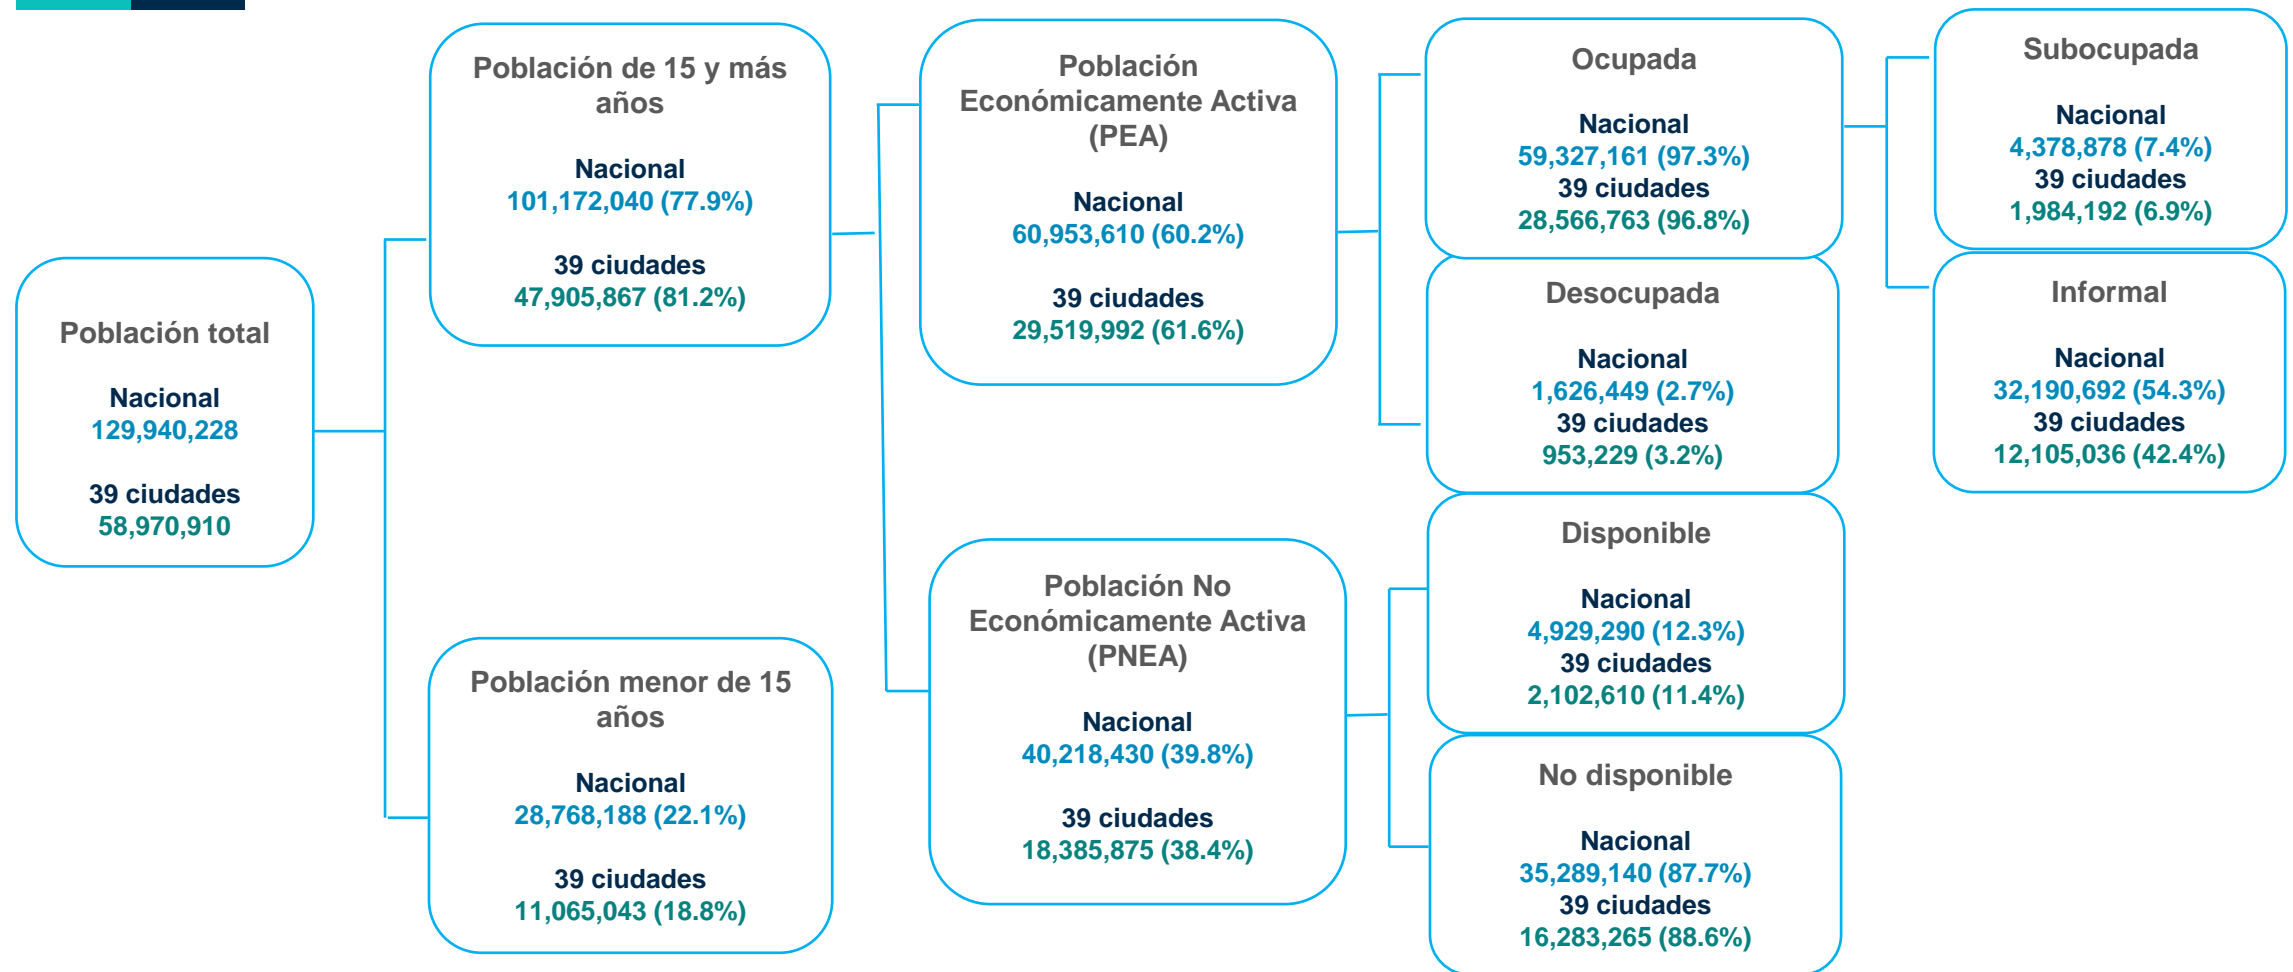 Población total
Nacional
129,940,228
39 ciudades
58,970,910
Población de 15 y más
años
Nacional
101,172,040 (77.9%)
39 ciudades
47,905,867 (81.2%)
Población menor de 15
años
Nacional
28,768,188 (22.1%)
39 ciudades
11,065,043 (18.8%)
Población
Económicamente Activa
(PEA)
Nacional
60,953,610 (60.2%)
39 ciudades
29,519,992 (61.6%)
Población No
Económicamente Activa
(PNEA)
Nacional
40,218,430 (39.8%)
39 ciudades
18,385,875 (38.4%)
Ocupada
Nacional
59,327,161 (97.3%)
39 ciudades
28,566,763 (96.8%)
Desocupada
Nacional
1,626,449 (2.7%)
39 ciudades
953,229 (3.2%)
Disponible
Nacional
4,929,290 (12.3%)
39 ciudades
2,102,610 (11.4%)
No disponible
Nacional
35,289,140 (87.7%)
39 ciudades
16,283,265 (88.6%)
Subocupada
Nacional
4,378,878 (7.4%)
39 ciudades
1,984,192 (6.9%)
Informal
Nacional
32,190,692 (54.3%)
39 ciudades
12,105,036 (42.4%)